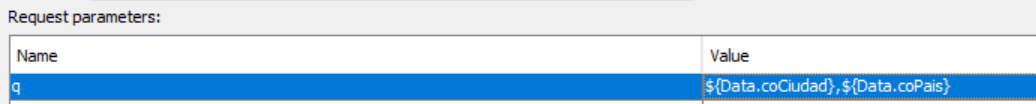 Request parameters:
Name Value
q ${Data.coCiudad},${Data.coPais}